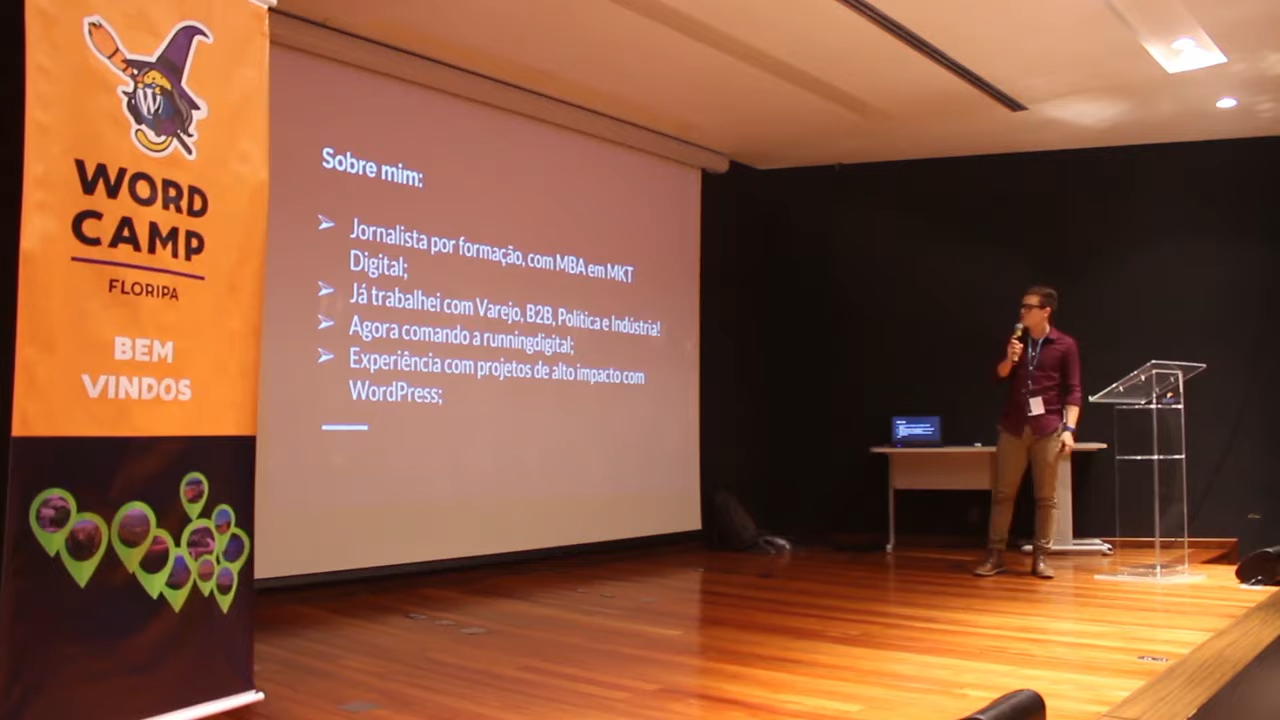 WORD
CAMP
FLORIPA
BEM
VINDOS
Sobre mim:
➢ Jornalista por formação, com MBA em MKT
Digital;
➢ Já trabalhei com Varejo, B2B, Política e Indústria!
➢ Agora comando a runningdigital;
➢ Experiência com projetos de alto impacto com
WordPress;